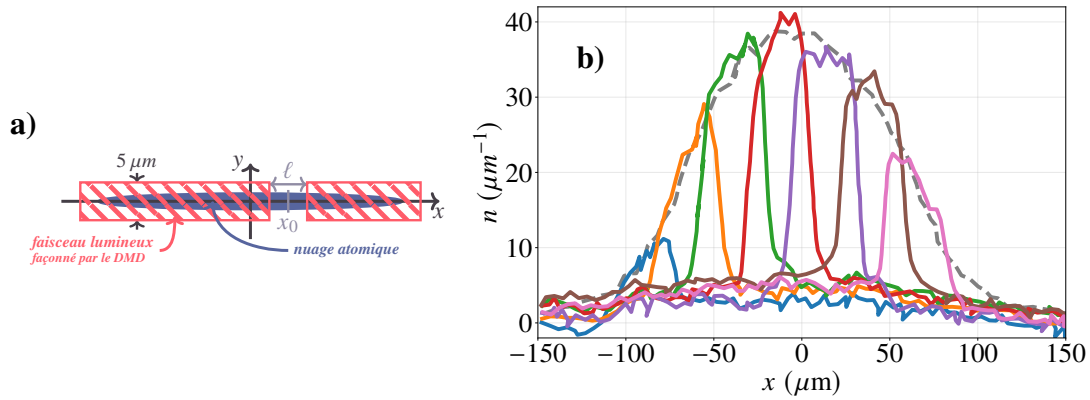 a)
5 μm
y
ℓ
x
x₀
faisceau lumineux
façonné par le DMD
nuage atomique
b)
n (μm⁻¹)
40
30
20
10
0
−150 −100 −50 0 50 100 150
x (μm)